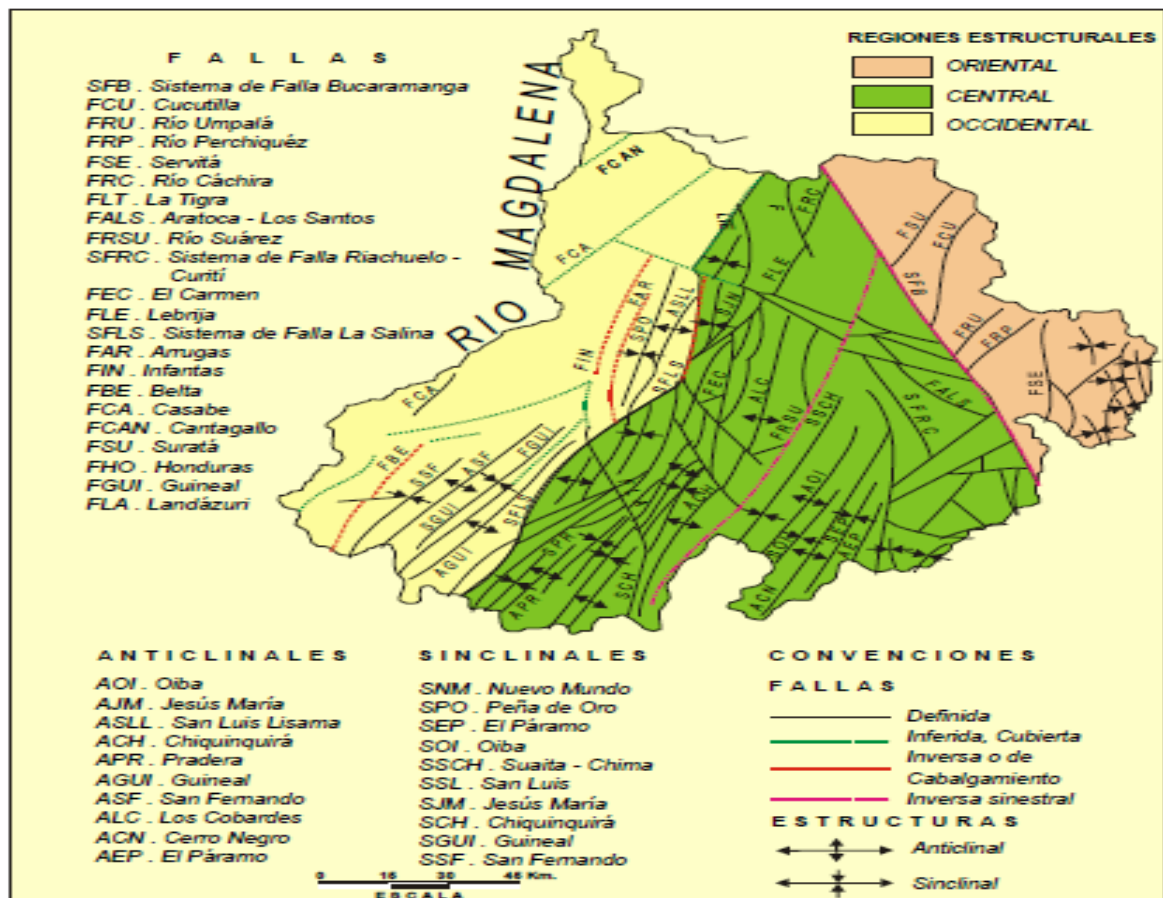 F A L L A S
SFB . Sistema de Falla Bucaramanga
FCU . Cucutilla
FRU . Río Umpalá
FRP . Río Perchiquéz
FSE . Servitá
FRC . Río Cáchira
FLT . La Tigra
FALS . Aratoca - Los Santos
FRSU . Río Suárez
SFRC . Sistema de Falla Riachuelo -
Curití
FEC . El Carmen
FLE . Lebrija
SFLS . Sistema de Falla La Salina
FAR . Arrugas
FIN . Infantas
FBE . Belta
FCA . Casabe
FCAN . Cantagallo
FSU . Suratá
FHO . Honduras
FGUI . Guineal
FLA . Landázuri
REGIONES ESTRUCTURALES
ORIENTAL
CENTRAL
OCCIDENTAL
RIO MAGDALENA
FCAN
FCA
FRC
F
FLE
FSU
FCU
SFB
FAR
ASLL
SPO
SJN
FIN
SFLS
FEC
ALC
FRSU
SSCH
FRU
FRP
FSE
FALS
SFRC
FCA
FBE
SSF
ASF
FGUI
SGUI
SFLS
AGUI
SPR
APR
SCH
AOI
SOI
SEP
AEP
ACN
A N T I C L I N A L E S
AOI . Oiba
AJM . Jesús María
ASLL . San Luis Lisama
ACH . Chiquinquirá
APR . Pradera
AGUI . Guineal
ASF . San Fernando
ALC . Los Cobardes
ACN . Cerro Negro
AEP . El Páramo
S I N C L I N A L E S
SNM . Nuevo Mundo
SPO . Peña de Oro
SEP . El Páramo
SOI . Oiba
SSCH . Suaita - Chima
SSL . San Luis
SJM . Jesús María
SCH . Chiquinquirá
SGUI . Guineal
SSF . San Fernando
C O N V E N C I O N E S
F A L L A S
Definida
Inferida, Cubierta
Inversa o de
Cabalgamiento
Inversa sinestral
E S T R U C T U R A S
Anticlinal
Sinclinal
0 15 30 45 Km.
E S C A L A